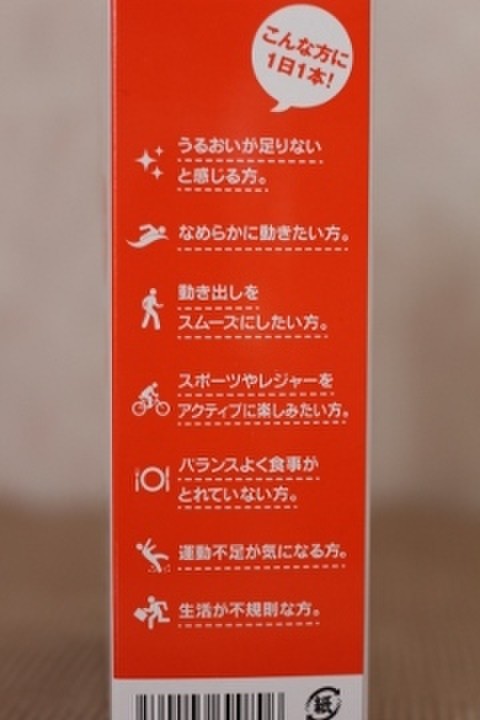 こんな方に
1日1本!
うるおいが足りない
と感じる方。
なめらかに動きたい方。
動き出しを
スムーズにしたい方。
スポーツやレジャーを
アクティブに楽しみたい方。
バランスよく食事が
とれていない方。
運動不足が気になる方。
生活が不規則な方。
紙